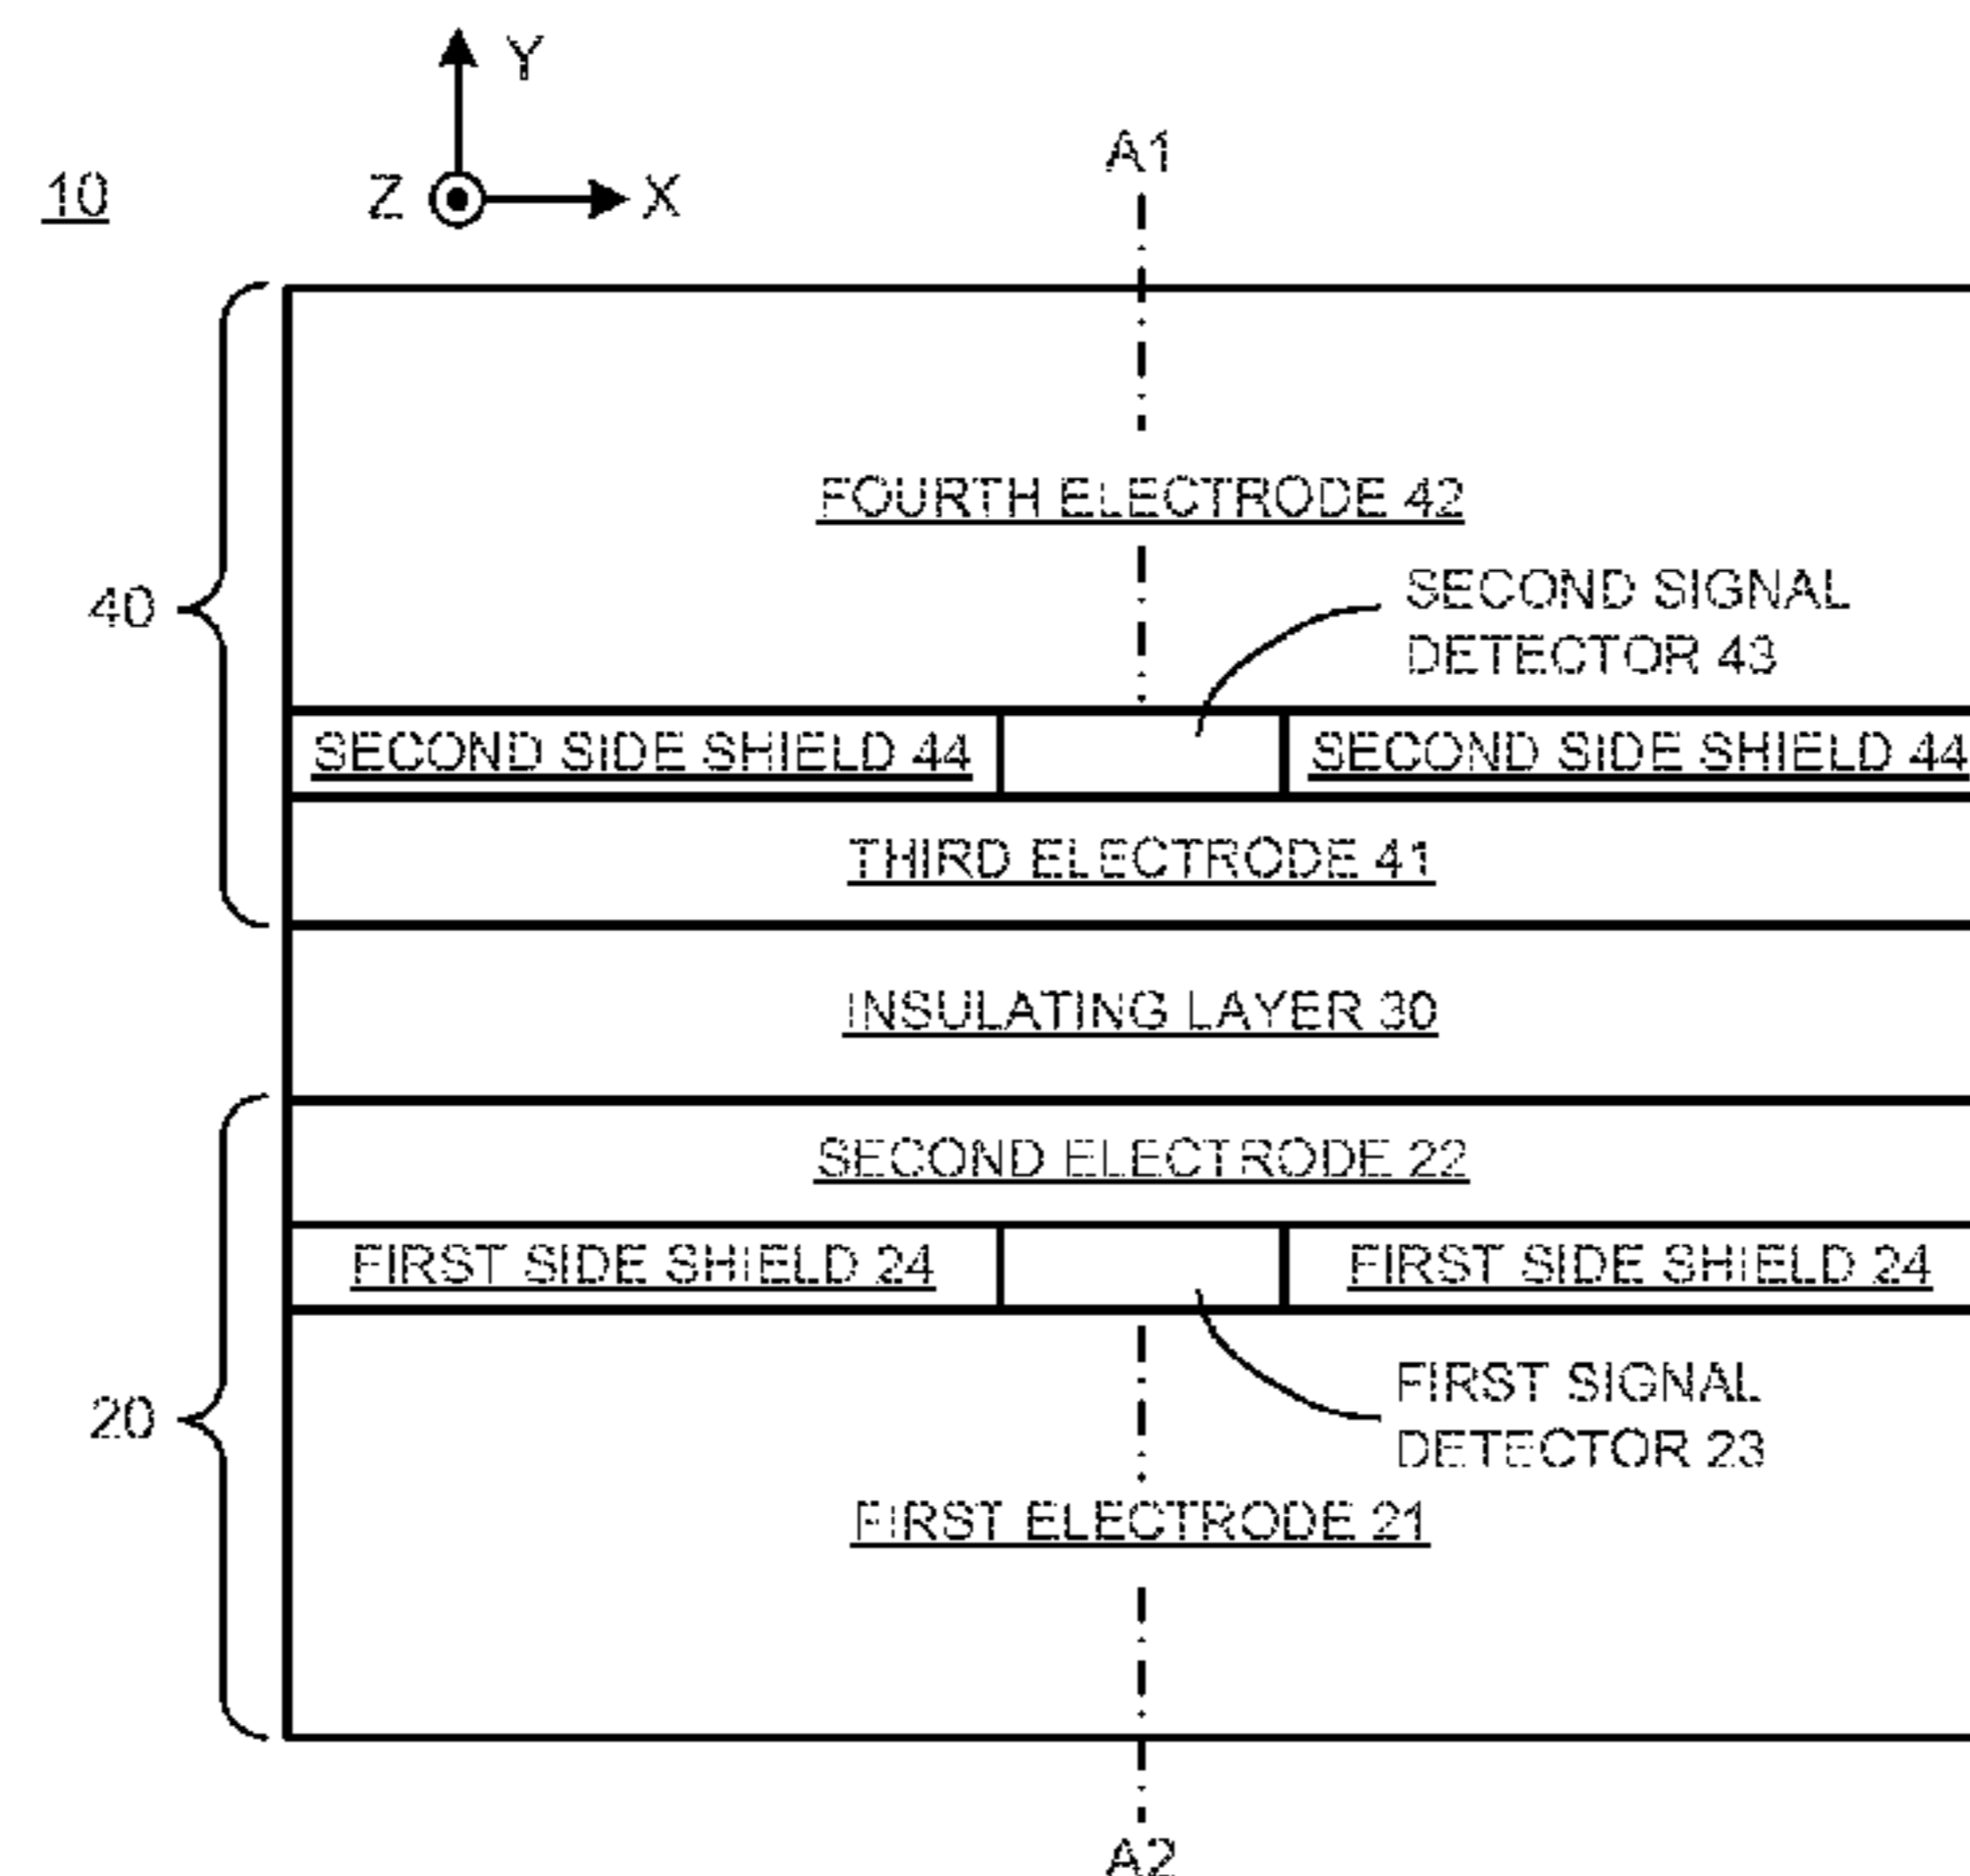 Y
A1
10
Z
X
FOURTH ELECTRODE 42
SECOND SIGNAL
DETECTOR 43
40
SECOND SIDE SHIELD 44
SECOND SIDE SHIELD 44
THIRD ELECTRODE 41
INSULATING LAYER 30
SECOND ELECTRODE 22
FIRST SIDE SHIELD 24
FIRST SIDE SHIELD 24
FIRST SIGNAL
DETECTOR 23
20
FIRST ELECTRODE 21
A2